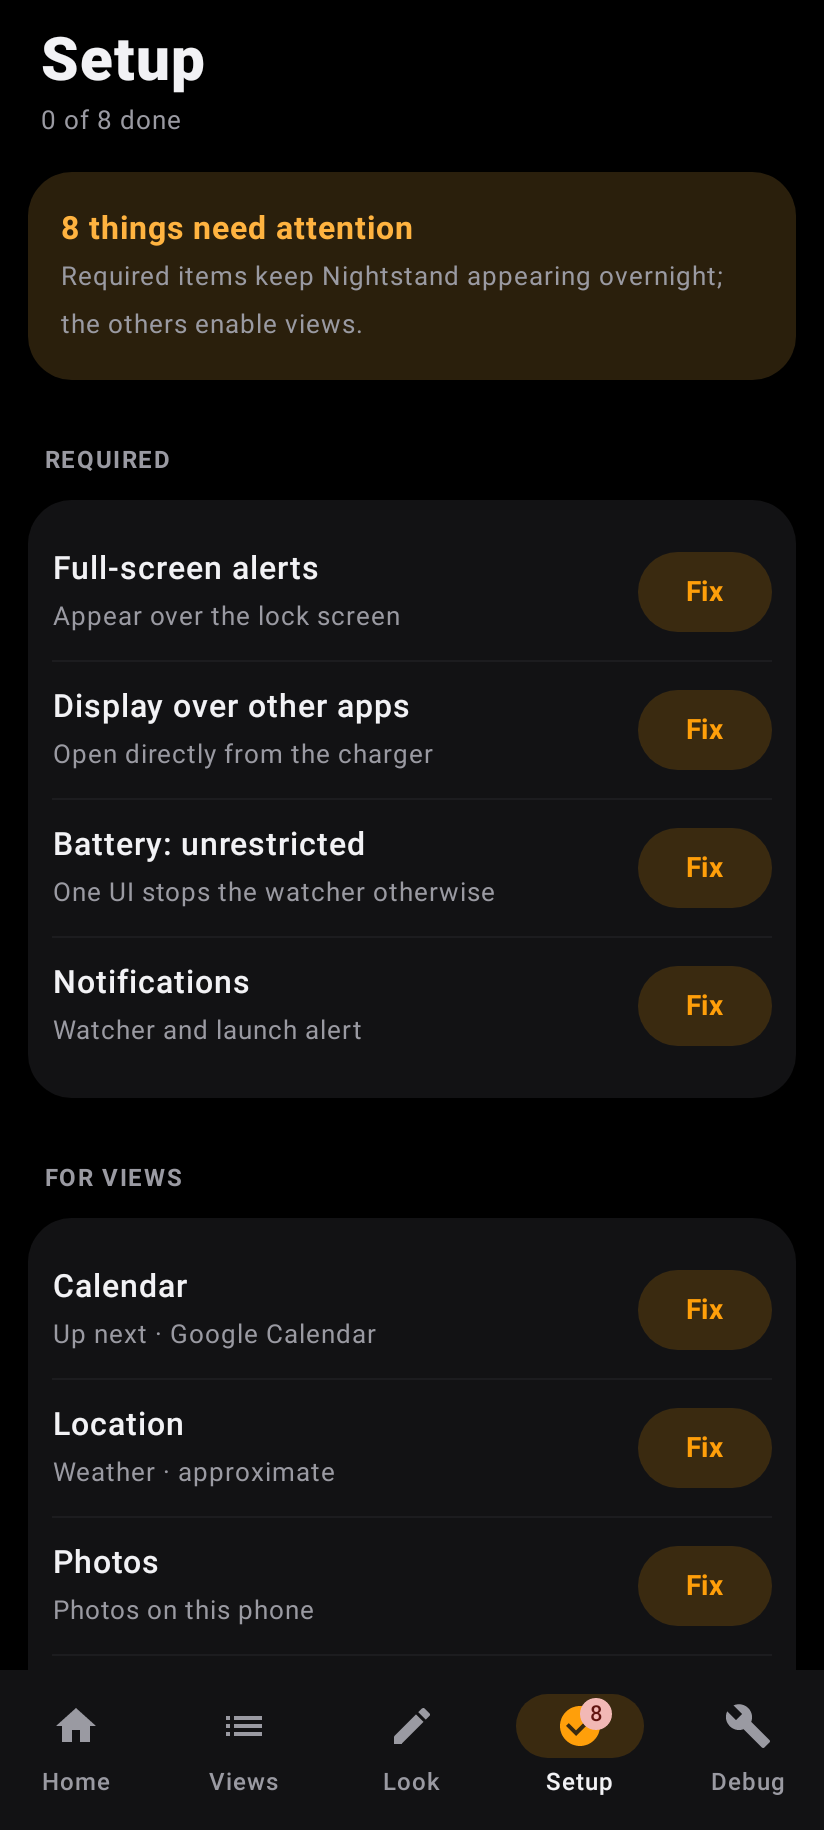 Setup
0 of 8 done
8 things need attention
Required items keep Nightstand appearing overnight;
the others enable views.
REQUIRED
Full-screen alerts
Appear over the lock screen
Fix
Display over other apps
Open directly from the charger
Fix
Battery: unrestricted
One UI stops the watcher otherwise
Fix
Notifications
Watcher and launch alert
Fix
FOR VIEWS
Calendar
Up next · Google Calendar
Fix
Location
Weather · approximate
Fix
Photos
Photos on this phone
Fix
8
Home
Views
Look
Setup
Debug